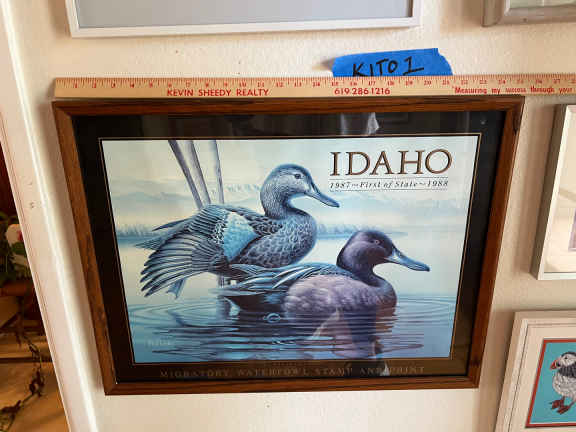 KIT01
KEVIN SHEEDY REALTY 619·286·1216 "Measuring my success through your
IDAHO
1987~First of State~1988
MIGRATORY WATERFOWL STAMP AND PRINT